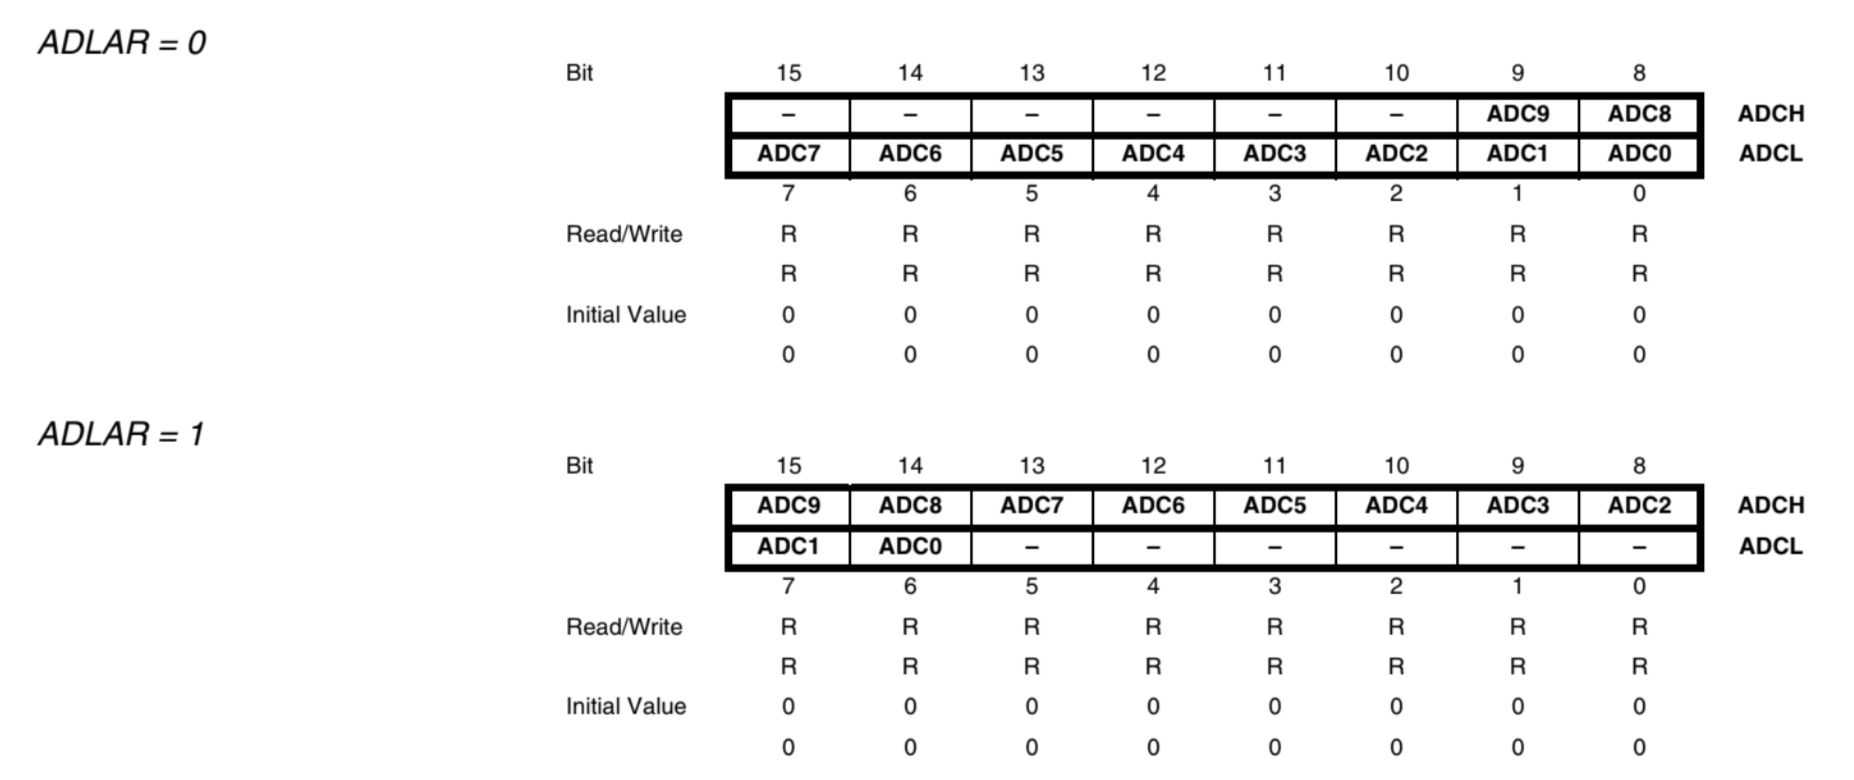 ADLAR = 0
Bit 15 14 13 12 11 10 9 8
– – – – – – ADC9 ADC8 ADCH
ADC7 ADC6 ADC5 ADC4 ADC3 ADC2 ADC1 ADC0 ADCL
7 6 5 4 3 2 1 0
Read/Write R R R R R R R R
R R R R R R R R
Initial Value 0 0 0 0 0 0 0 0
0 0 0 0 0 0 0 0
ADLAR = 1
Bit 15 14 13 12 11 10 9 8
ADC9 ADC8 ADC7 ADC6 ADC5 ADC4 ADC3 ADC2 ADCH
ADC1 ADC0 – – – – – – ADCL
7 6 5 4 3 2 1 0
Read/Write R R R R R R R R
R R R R R R R R
Initial Value 0 0 0 0 0 0 0 0
0 0 0 0 0 0 0 0